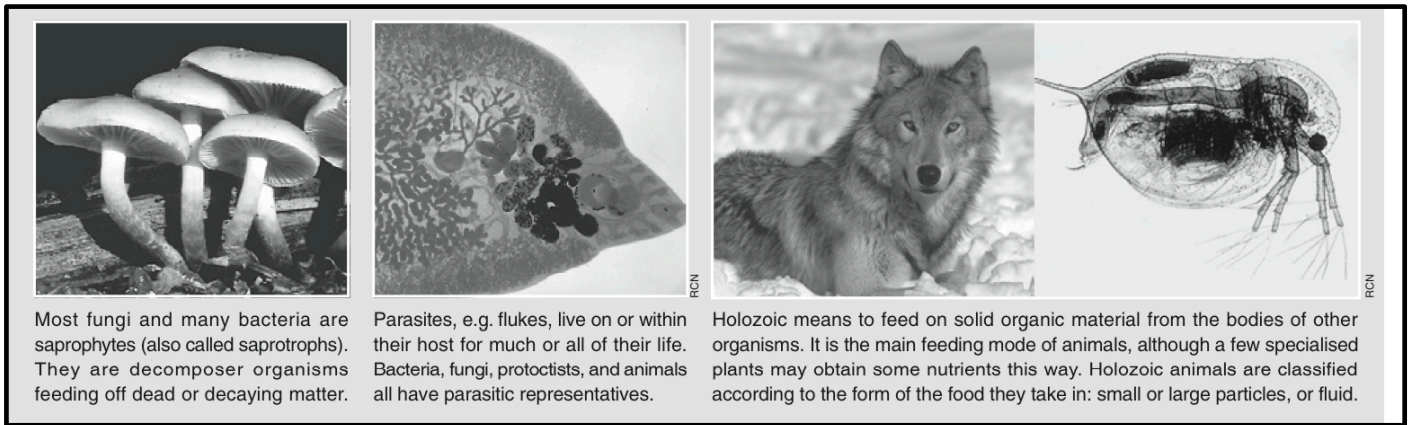 RCN
RCN
Most fungi and many bacteria are
saprophytes (also called saprotrophs).
They are decomposer organisms
feeding off dead or decaying matter.
Parasites, e.g. flukes, live on or within
their host for much or all of their life.
Bacteria, fungi, protoctists, and animals
all have parasitic representatives.
Holozoic means to feed on solid organic material from the bodies of other
organisms. It is the main feeding mode of animals, although a few specialised
plants may obtain some nutrients this way. Holozoic animals are classified
according to the form of the food they take in: small or large particles, or fluid.